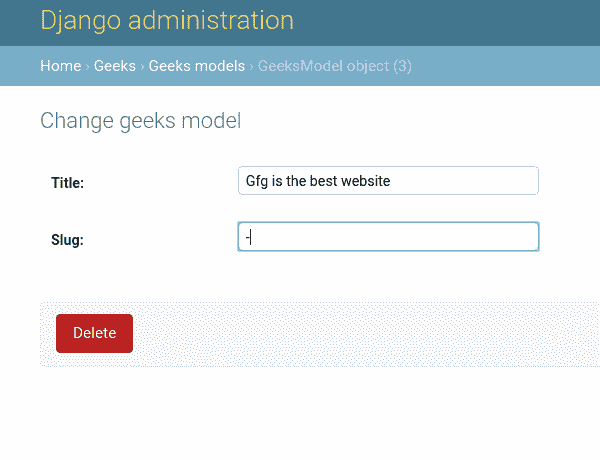 Django administration
Home › Geeks › Geeks models › GeeksModel object (3)
Change geeks model
Title: Gfg is the best website
Slug: -
Delete